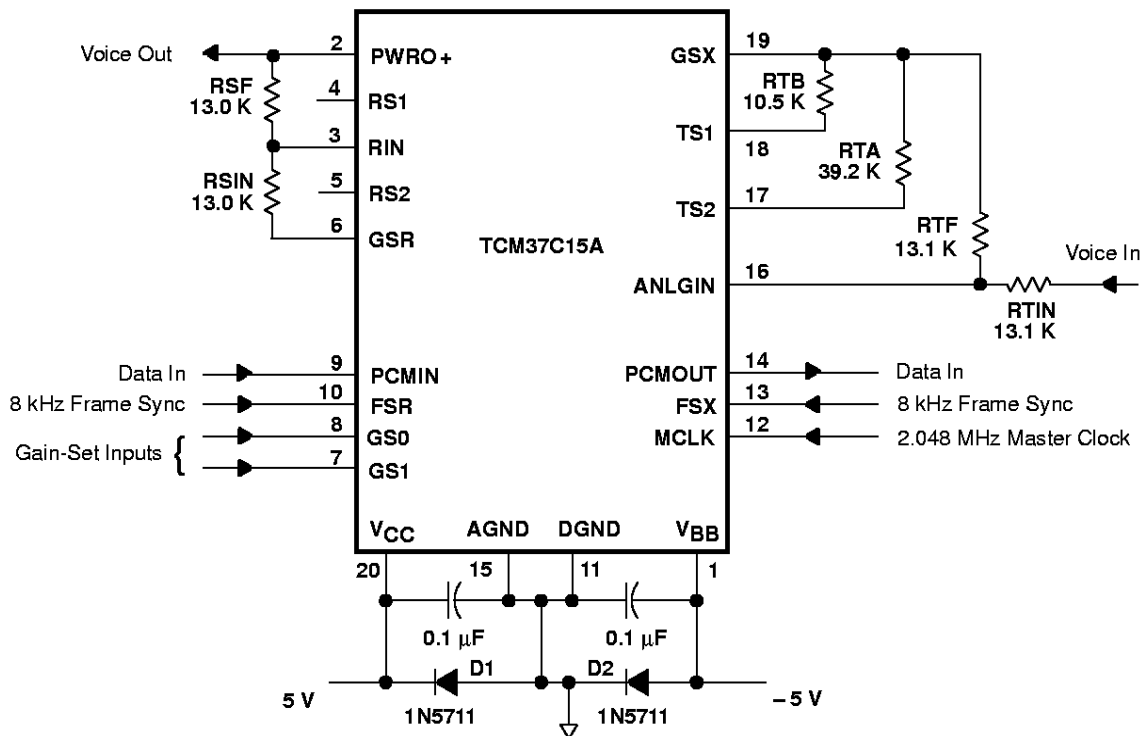 Voice Out
2
PWRO+
RSF
13.0 K
4
RS1
3
RIN
RSIN
13.0 K
5
RS2
6
GSR
TCM37C15A
19
GSX
RTB
10.5 K
TS1
18
RTA
39.2 K
17
TS2
RTF
13.1 K
Voice In
16
ANLGIN
RTIN
13.1 K
Data In
9
PCMIN
8 kHz Frame Sync
10
FSR
Gain-Set Inputs {
8
GS0
7
GS1
14
PCMOUT
Data In
13
FSX
8 kHz Frame Sync
12
MCLK
2.048 MHz Master Clock
VCC
AGND
DGND
VBB
20
15
11
1
0.1 µF
0.1 µF
D1
D2
5 V
1N5711
1N5711
– 5 V